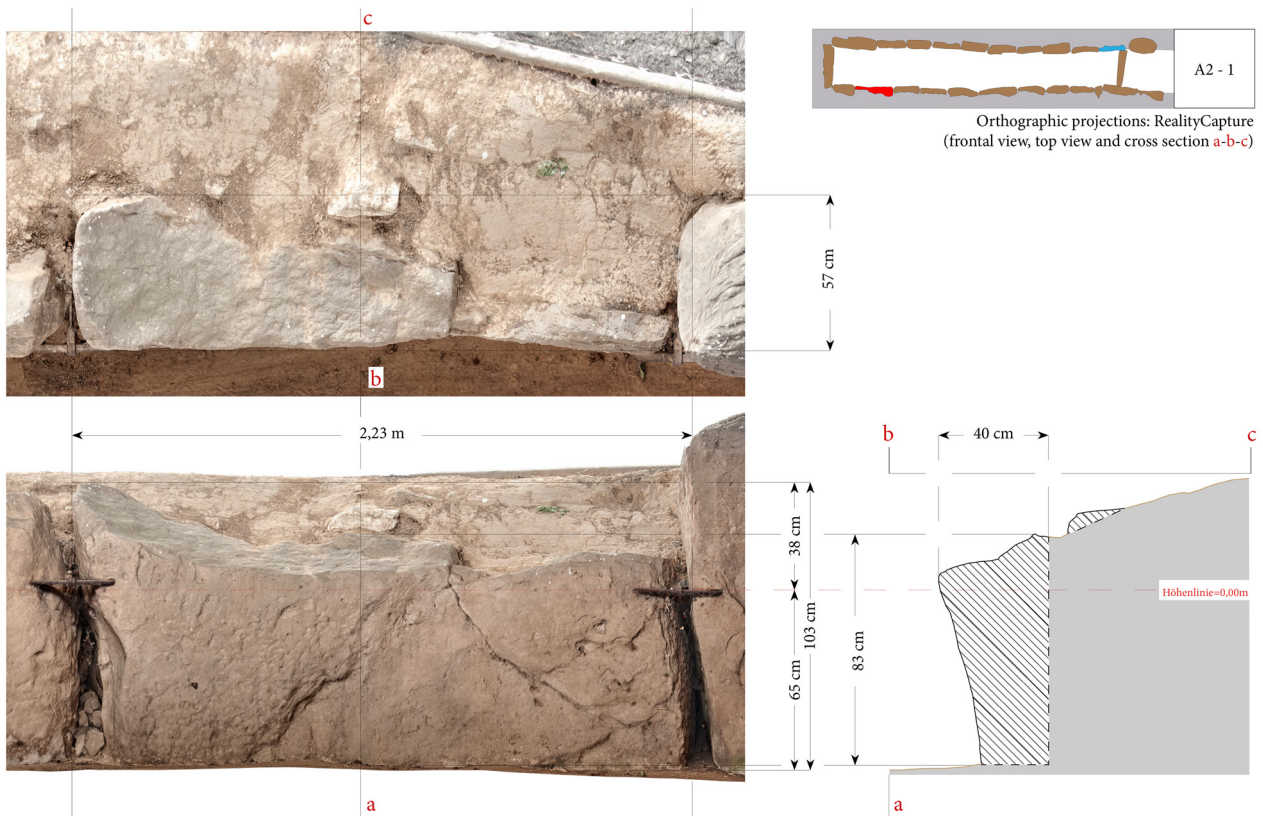 c
A2 - 1
Orthographic projections: RealityCapture
(frontal view, top view and cross section a-b-c)
57 cm
b
2,23 m
38 cm
103 cm
65 cm
a
b
40 cm
c
83 cm
Höhenlinie=0,00m
a